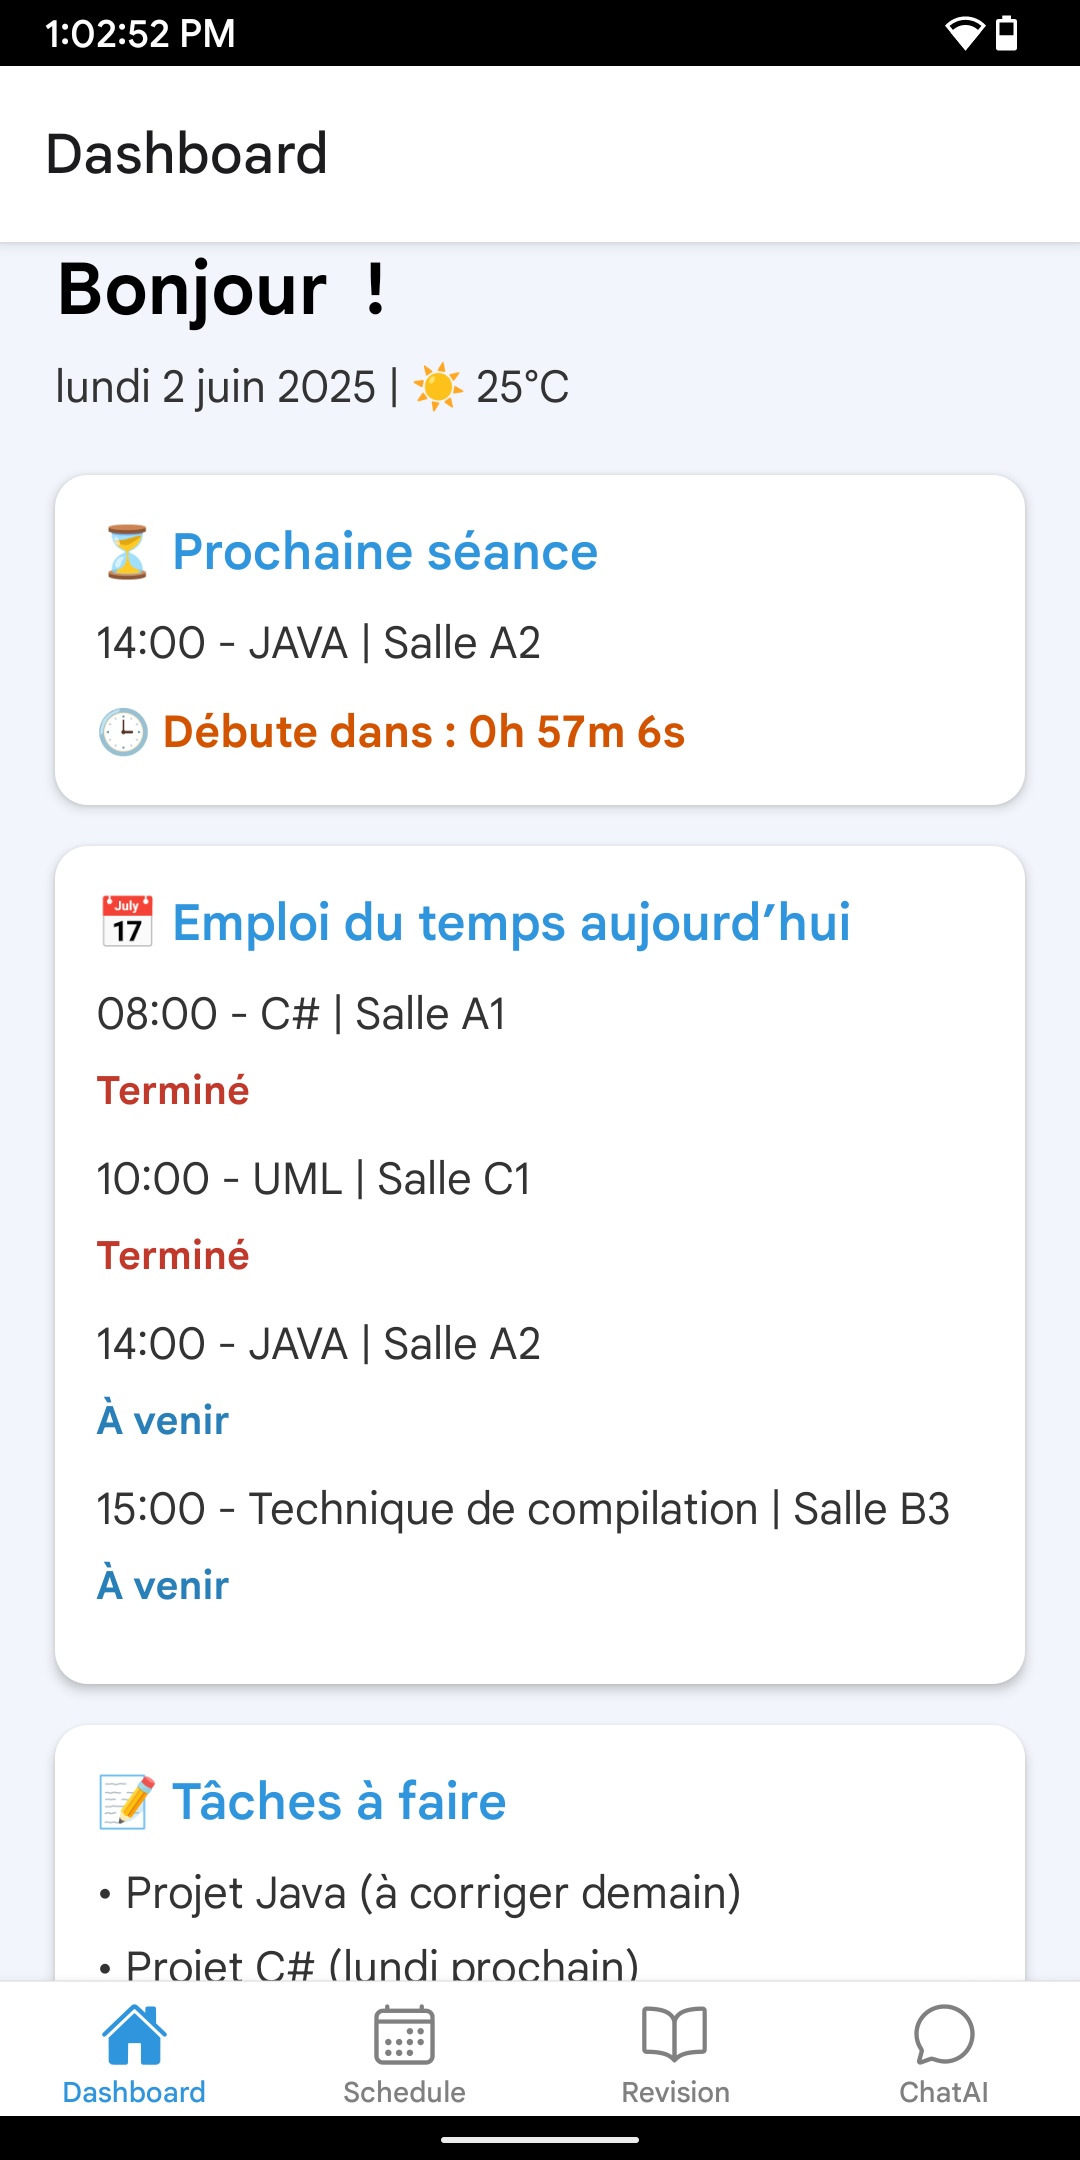 1:02:52 PM
Dashboard
Bonjour !
lundi 2 juin 2025 | ☀️ 25°C
⏳ Prochaine séance
14:00 - JAVA | Salle A2
🕒 Débute dans : 0h 57m 6s
📅 Emploi du temps aujourd’hui
08:00 - C# | Salle A1
Terminé
10:00 - UML | Salle C1
Terminé
14:00 - JAVA | Salle A2
À venir
15:00 - Technique de compilation | Salle B3
À venir
📝 Tâches à faire
• Projet Java (à corriger demain)
• Projet C# (lundi prochain)
Dashboard
Schedule
Revision
ChatAI